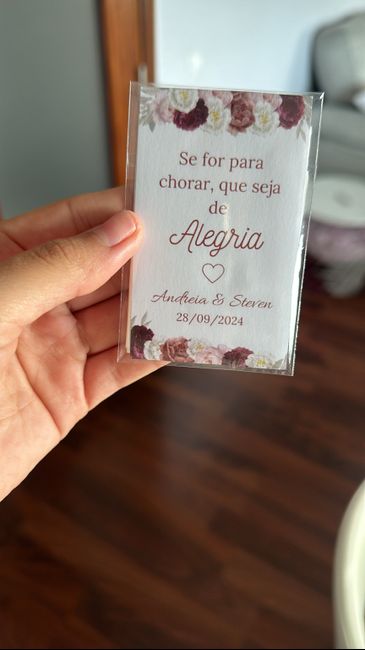 Se for para
chorar, que seja
de
Alegria
Andreia & Steven
28/09/2024